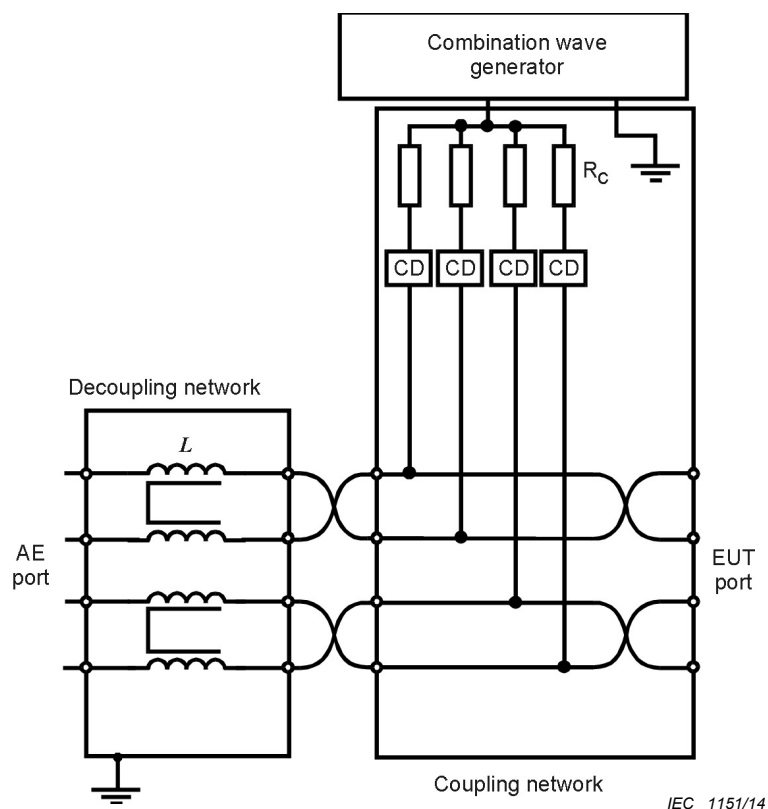 Combination wave
generator
R_C
CD CD CD CD
Decoupling network
L
AE
port
EUT
port
Coupling network
IEC 1151/14